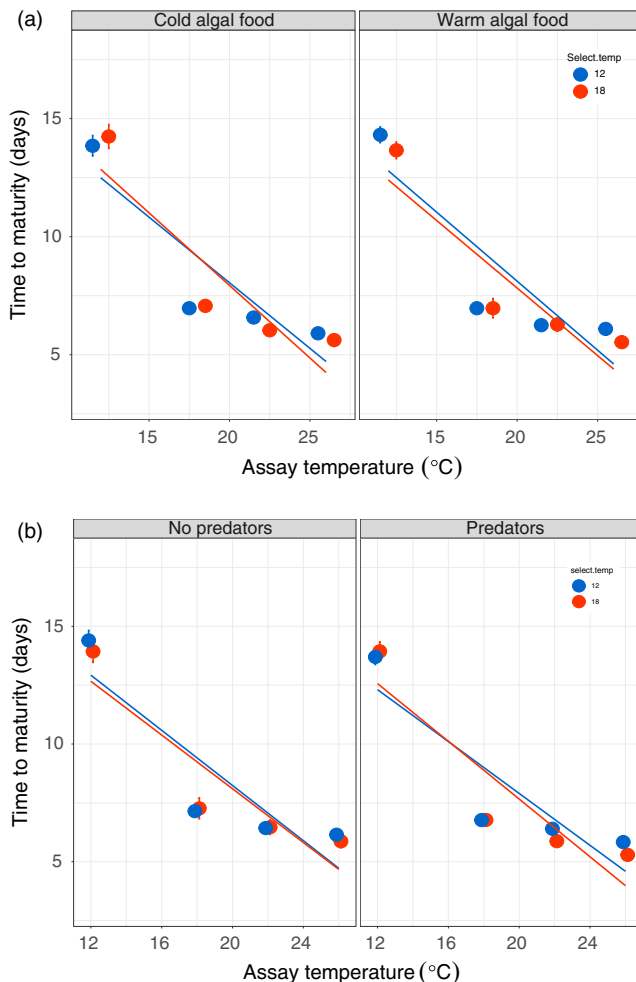 (a)
Cold algal food
Warm algal food
Select.temp
12
18
15
10
5
Time to maturity (days)
15
20
25
15
20
25
Assay temperature (°C)
(b)
No predators
Predators
select.temp
12
18
15
10
5
Time to maturity (days)
12
16
20
24
12
16
20
24
Assay temperature (°C)